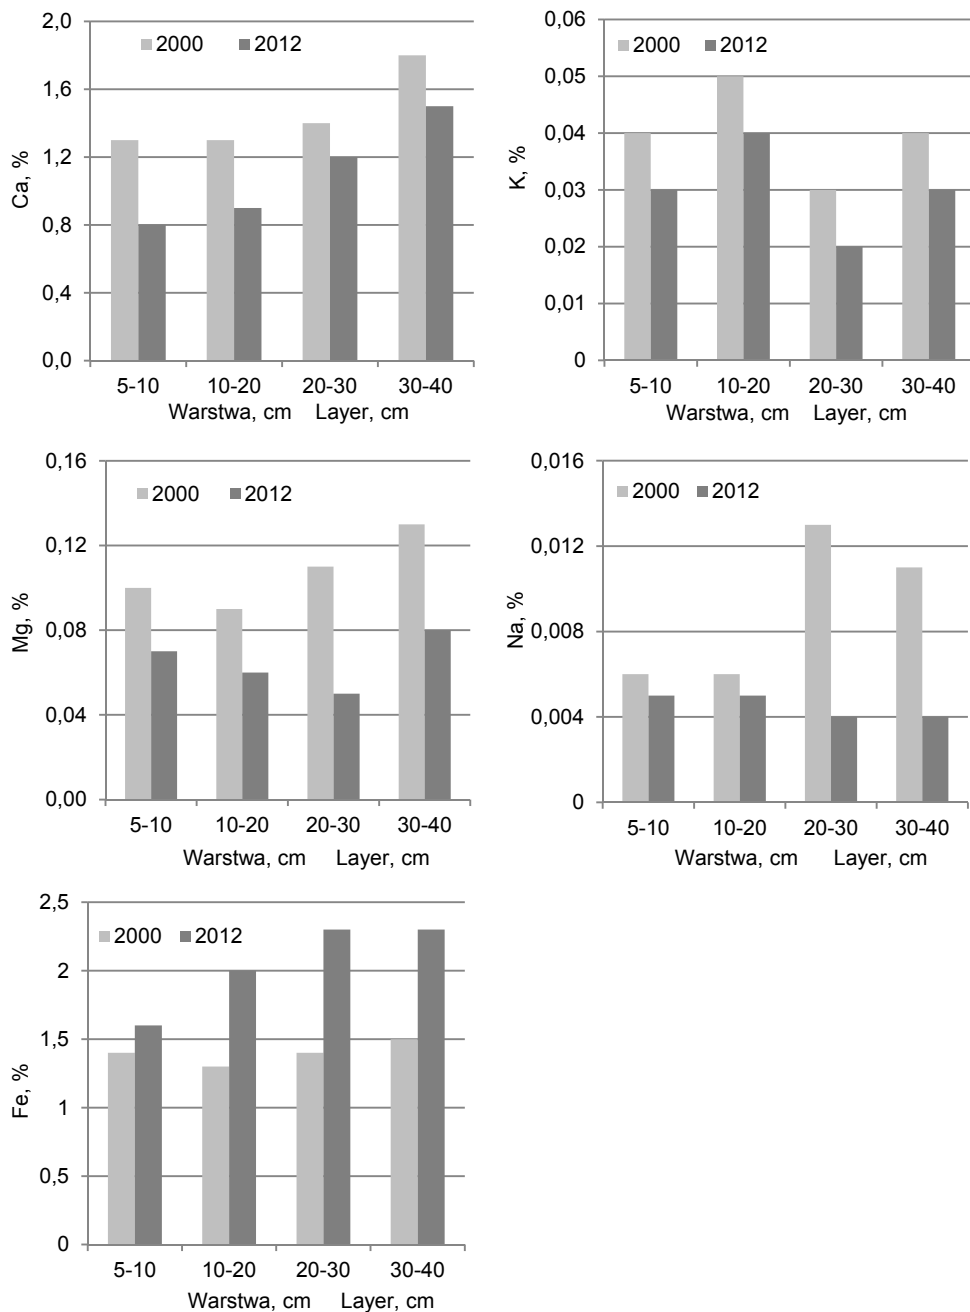 2,0
1,6
1,2
0,8
0,4
0,0
Ca, %
2000 2012
5-10 10-20 20-30 30-40
Warstwa, cm Layer, cm
0,06
0,05
0,04
0,03
0,02
0,01
0
K, %
2000 2012
5-10 10-20 20-30 30-40
Warstwa, cm Layer, cm
0,16
0,12
0,08
0,04
0,00
Mg, %
2000 2012
5-10 10-20 20-30 30-40
Warstwa, cm Layer, cm
0,016
0,012
0,008
0,004
0
Na, %
2000 2012
5-10 10-20 20-30 30-40
Warstwa, cm Layer, cm
2,5
2
1,5
1
0,5
0
Fe, %
2000 2012
5-10 10-20 20-30 30-40
Warstwa, cm Layer, cm